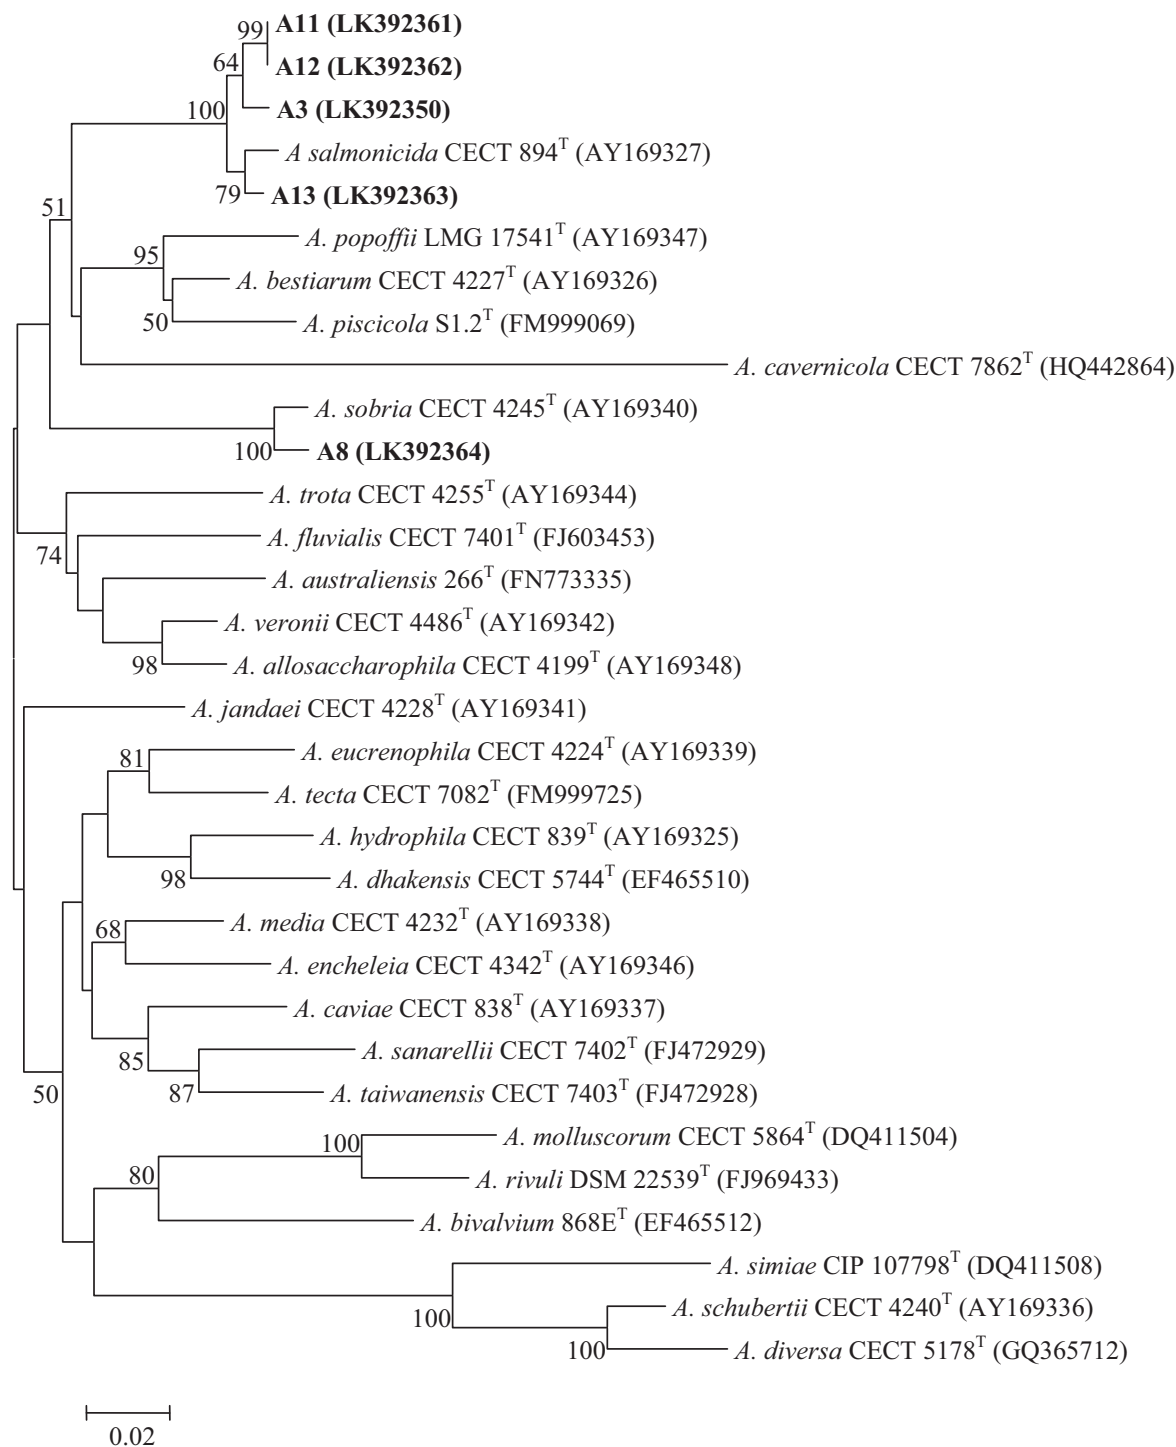 99 A11 (LK392361)
64 A12 (LK392362)
100 A3 (LK392350)
A salmonicida CECT 894T (AY169327)
79 A13 (LK392363)
51
A. popoffii LMG 17541T (AY169347)
95
A. bestiarum CECT 4227T (AY169326)
50 A. piscicola S1.2T (FM999069)
A. cavernicola CECT 7862T (HQ442864)
A. sobria CECT 4245T (AY169340)
100 A8 (LK392364)
A. trota CECT 4255T (AY169344)
A. fluvialis CECT 7401T (FJ603453)
74
A. australiensis 266T (FN773335)
A. veronii CECT 4486T (AY169342)
98 A. allosaccharophila CECT 4199T (AY169348)
A. jandaei CECT 4228T (AY169341)
81 A. eucrenophila CECT 4224T (AY169339)
A. tecta CECT 7082T (FM999725)
A. hydrophila CECT 839T (AY169325)
98 A. dhakensis CECT 5744T (EF465510)
A. media CECT 4232T (AY169338)
68
A. encheleia CECT 4342T (AY169346)
A. caviae CECT 838T (AY169337)
85 A. sanarellii CECT 7402T (FJ472929)
50 87 A. taiwanensis CECT 7403T (FJ472928)
100 A. molluscorum CECT 5864T (DQ411504)
80 A. rivuli DSM 22539T (FJ969433)
A. bivalvium 868ET (EF465512)
A. simiae CIP 107798T (DQ411508)
100 A. schubertii CECT 4240T (AY169336)
100 A. diversa CECT 5178T (GQ365712)
0.02